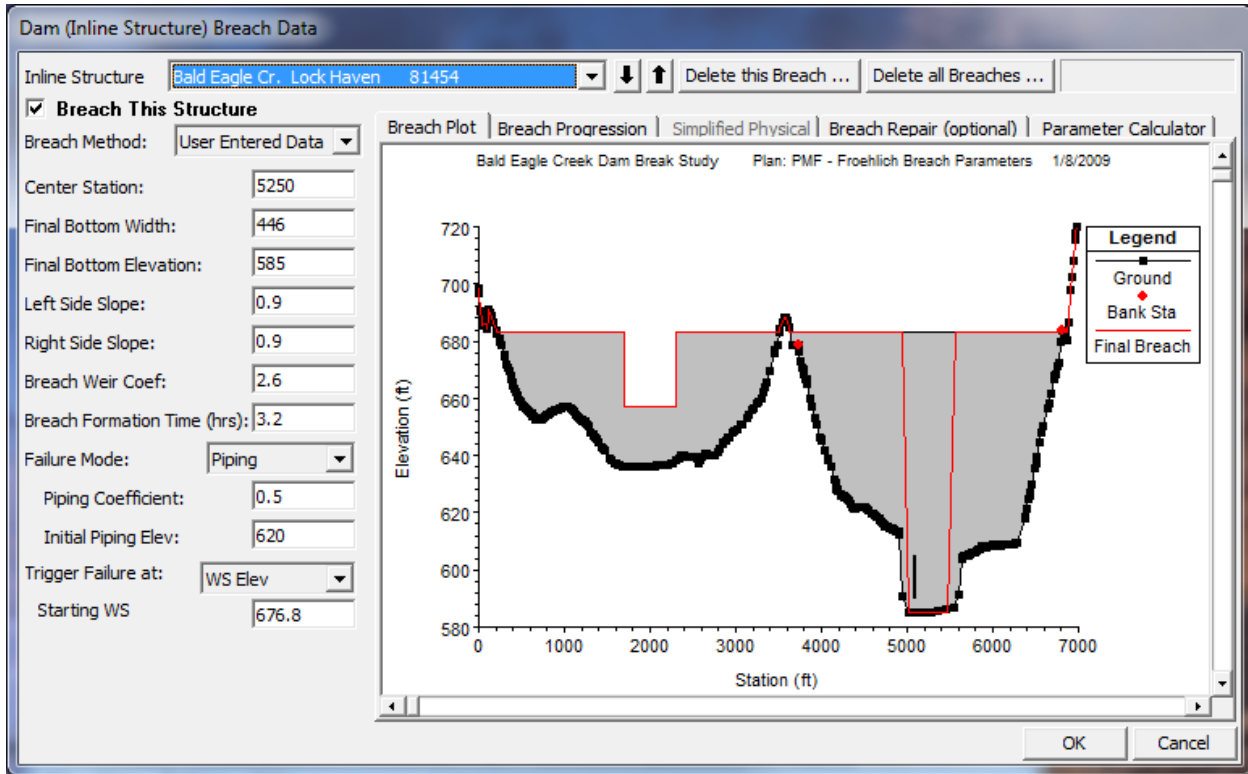 Dam (Inline Structure) Breach Data
Inline Structure Bald Eagle Cr. Lock Haven 81454 Delete this Breach ... Delete all Breaches ...
Breach This Structure
Breach Method: User Entered Data
Center Station: 5250
Final Bottom Width: 446
Final Bottom Elevation: 585
Left Side Slope: 0.9
Right Side Slope: 0.9
Breach Weir Coef: 2.6
Breach Formation Time (hrs): 3.2
Failure Mode: Piping
Piping Coefficient: 0.5
Initial Piping Elev: 620
Trigger Failure at: WS Elev
Starting WS 676.8
Breach Plot Breach Progression Simplified Physical Breach Repair (optional) Parameter Calculator
Bald Eagle Creek Dam Break Study Plan: PMF - Froehlich Breach Parameters 1/8/2009
720
700
680
660
640
620
600
580
Elevation (ft)
0 1000 2000 3000 4000 5000 6000 7000
Station (ft)
Legend
Ground
Bank Sta
Final Breach
OK Cancel